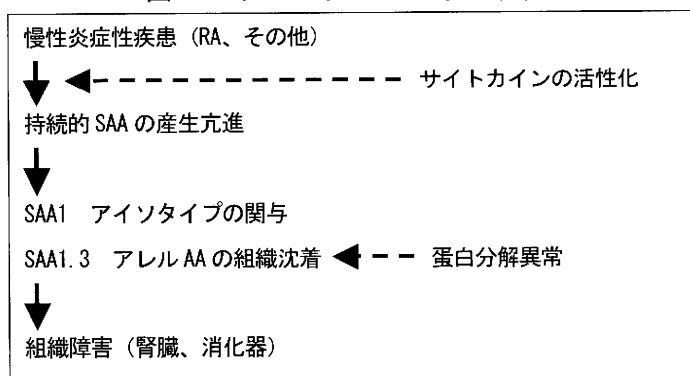 慢性炎症性疾患（RA、その他）
サイトカインの活性化
持続的 SAA の産生亢進
SAA1 アイソタイプの関与
SAA1.3 アレル AA の組織沈着 蛋白分解異常
組織障害（腎臓、消化器）